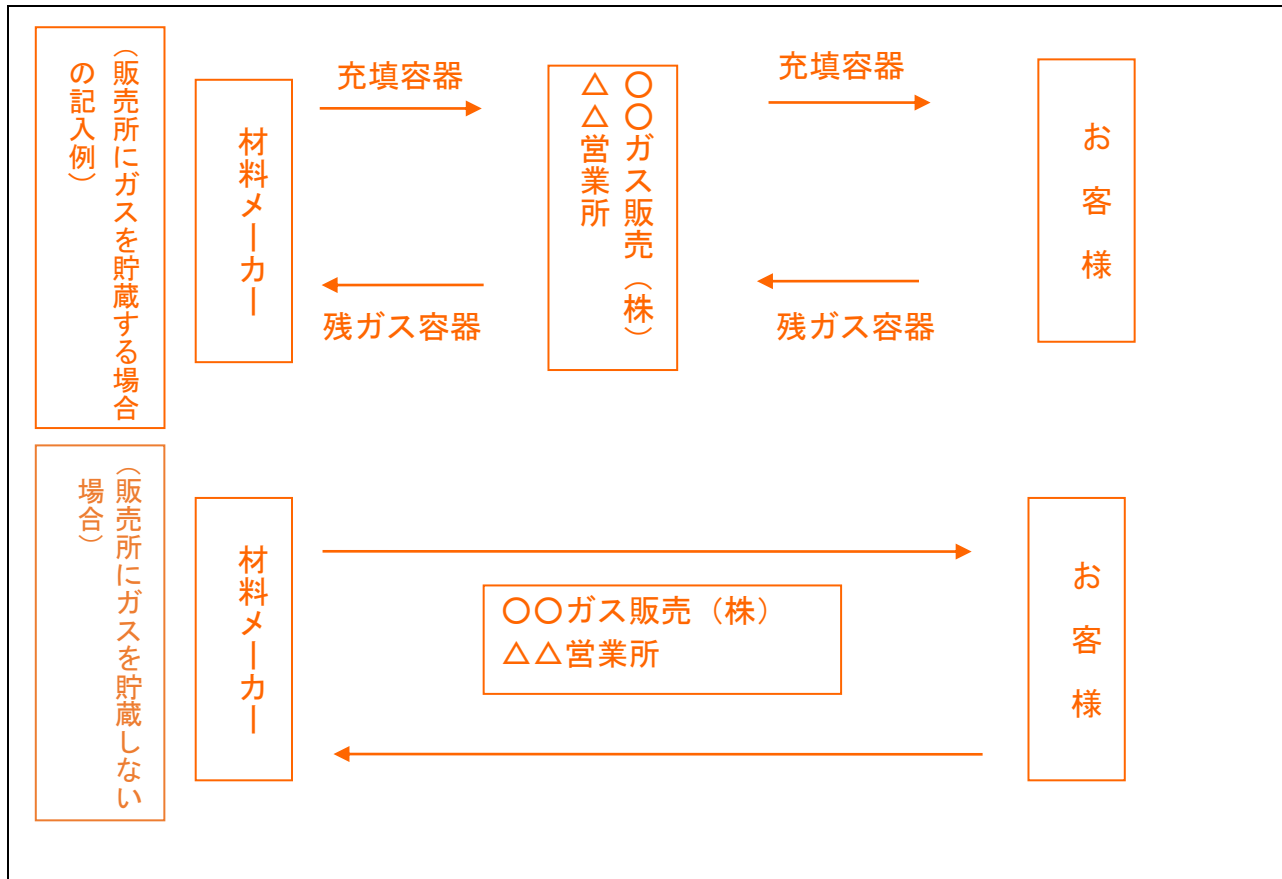 （販売所にガスを貯蔵する場合
の記入例）
材料メーカー
充填容器
残ガス容器
〇〇ガス販売（株）
△△営業所
充填容器
残ガス容器
お客様
（販売所にガスを貯蔵しない
場合）
材料メーカー
〇〇ガス販売（株）
△△営業所
お客様